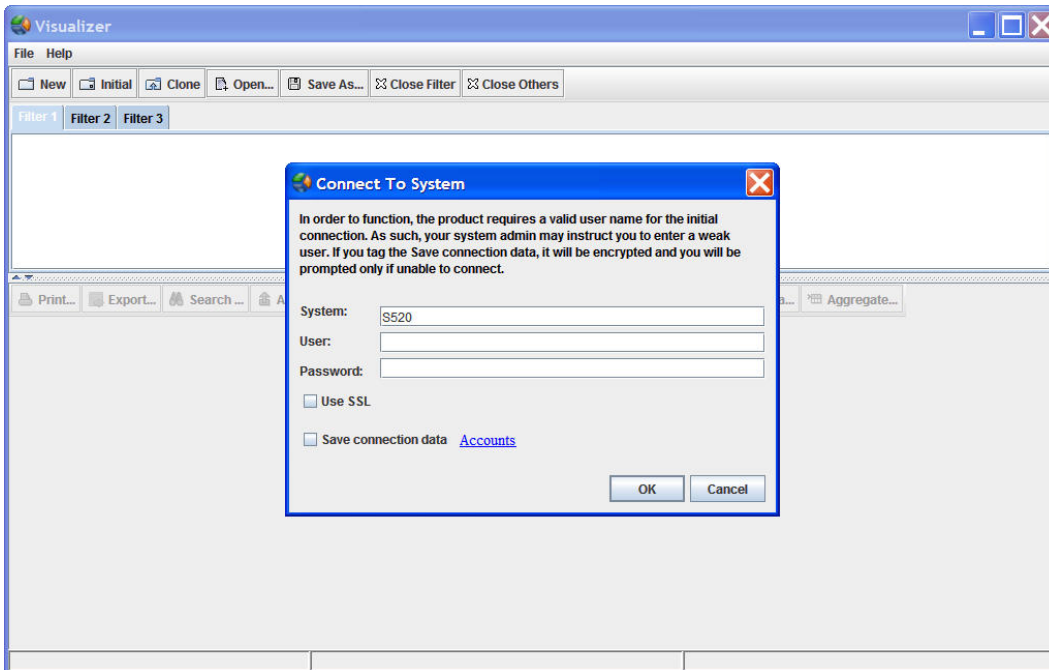 Visualizer
File Help
New Initial Clone Open... Save As... Close Filter Close Others
Filter 1 Filter 2 Filter 3
Connect To System
In order to function, the product requires a valid user name for the initial
connection. As such, your system admin may instruct you to enter a weak
user. If you tag the Save connection data, it will be encrypted and you will be
prompted only if unable to connect.
Print... Export... Search ... Aggregate...
System: S520
User:
Password:
Use SSL
Save connection data Accounts
OK Cancel